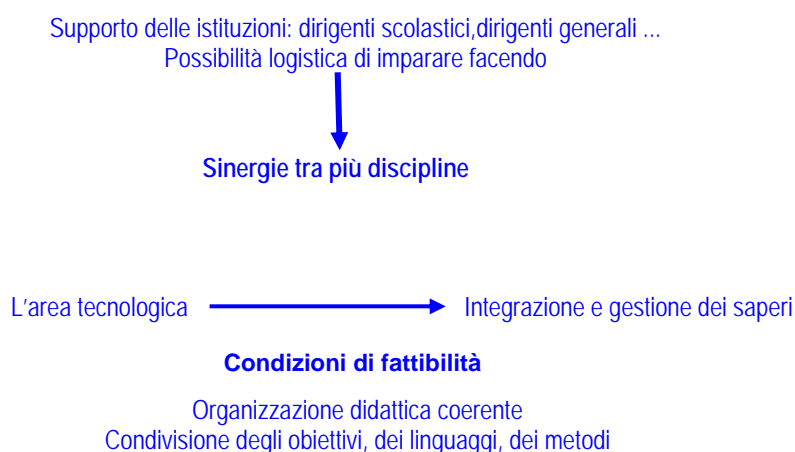 Supporto delle istituzioni: dirigenti scolastici,dirigenti generali ...
Possibilità logistica di imparare facendo
Sinergie tra più discipline
L'area tecnologica
Integrazione e gestione dei saperi
Condizioni di fattibilità
Organizzazione didattica coerente
Condivisione degli obiettivi, dei linguaggi, dei metodi